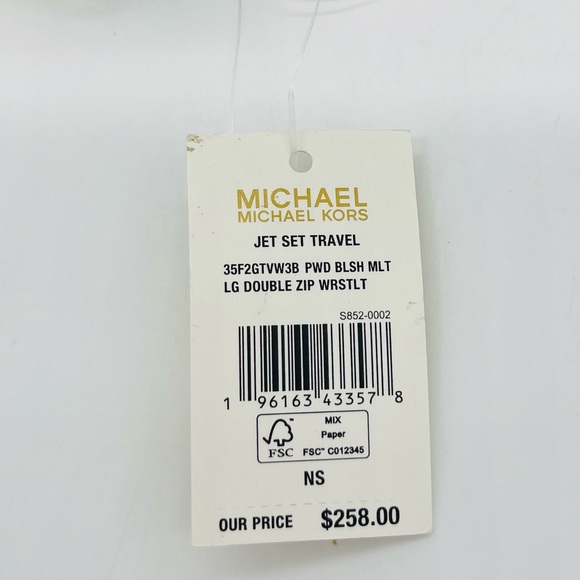 MICHAEL
MICHAEL KORS
JET SET TRAVEL
35F2GTVW3B PWD BLSH MLT
LG DOUBLE ZIP WRSTLT
S852-0002
1 96163 43357 8
FSC
MIX
Paper
FSC™ C012345
NS
OUR PRICE $258.00